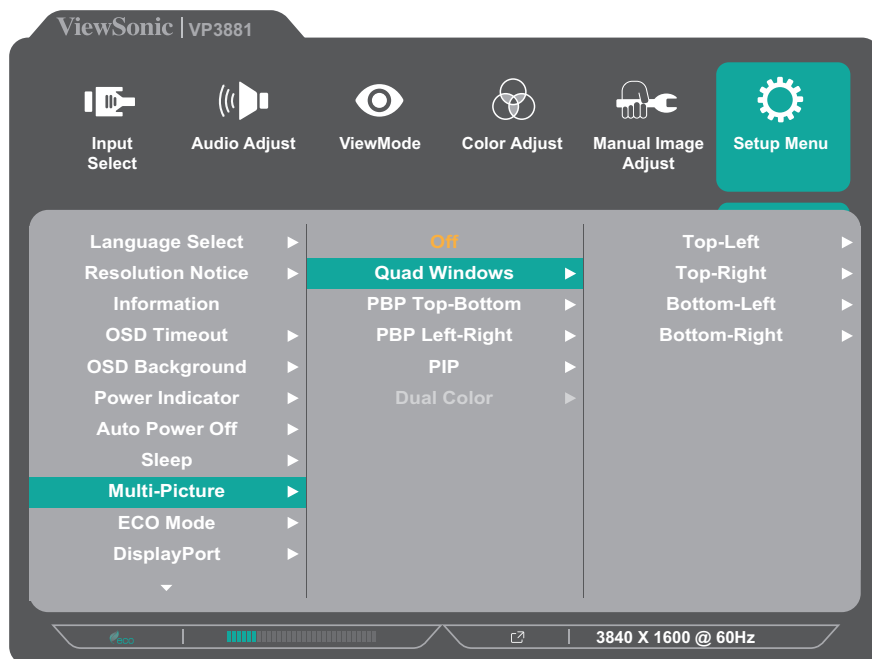 ViewSonic | VP3881
Input
Select
Audio Adjust
ViewMode
Color Adjust
Manual Image
Adjust
Setup Menu
Language Select
Resolution Notice
Information
OSD Timeout
OSD Background
Power Indicator
Auto Power Off
Sleep
Multi-Picture
ECO Mode
DisplayPort
Off
Quad Windows
PBP Top-Bottom
PBP Left-Right
PIP
Dual Color
Top-Left
Top-Right
Bottom-Left
Bottom-Right
eco
3840 X 1600 @ 60Hz